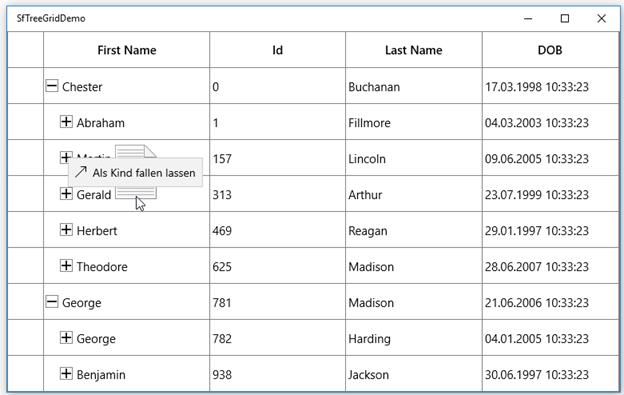 SfTreeGridDemo
First Name Id Last Name DOB
Chester 0 Buchanan 17.03.1998 10:33:23
Abraham 1 Fillmore 04.03.2003 10:33:23
157 Lincoln 09.06.2005 10:33:23
Als Kind fallen lassen
Gerald 313 Arthur 23.07.1999 10:33:23
Herbert 469 Reagan 29.01.1997 10:33:23
Theodore 625 Madison 28.06.2007 10:33:23
George 781 Madison 21.06.2006 10:33:23
George 782 Harding 04.01.2005 10:33:23
Benjamin 938 Jackson 30.06.1997 10:33:23